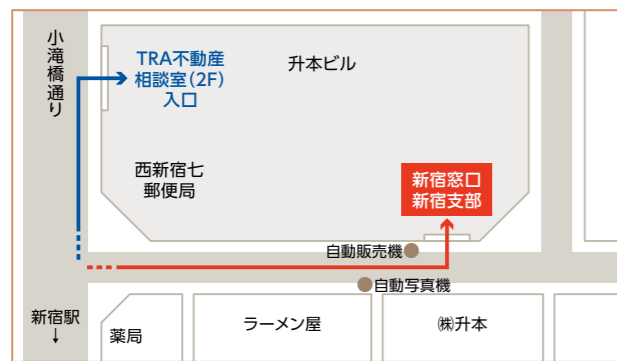 小滝橋通り
TRA不動産
相談室(2F)
入口
升本ビル
西新宿七
郵便局
新宿窓口
新宿支部
自動販売機
自動写真機
新宿駅
↓
薬局
ラーメン屋
㈱升本